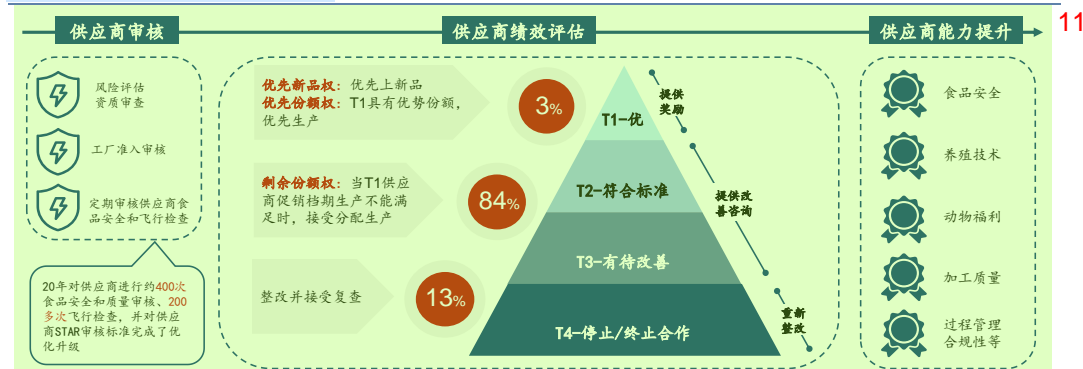 11
供应商审核
供应商绩效评估
供应商能力提升
风险评估
资质审查
工厂准入审核
定期审核供应商食
品安全和飞行检查
20年对供应商进行约400次
食品安全和质量审核、200
多次飞行检查，并对供应
商STAR审核标准完成了优
化升级
优先新品权：优先上新品
优先份额权：T1具有优势份额，
优先生产
3%
剩余份额权：当T1供应
商促销档期生产不能满
足时，接受分配生产
84%
整改并接受复查
13%
T1-优
T2-符合标准
T3-有待改善
T4-停止/终止合作
提供
奖励
提供改
善咨询
重新
整改
食品安全
养殖技术
动物福利
加工质量
过程管理
合规性等